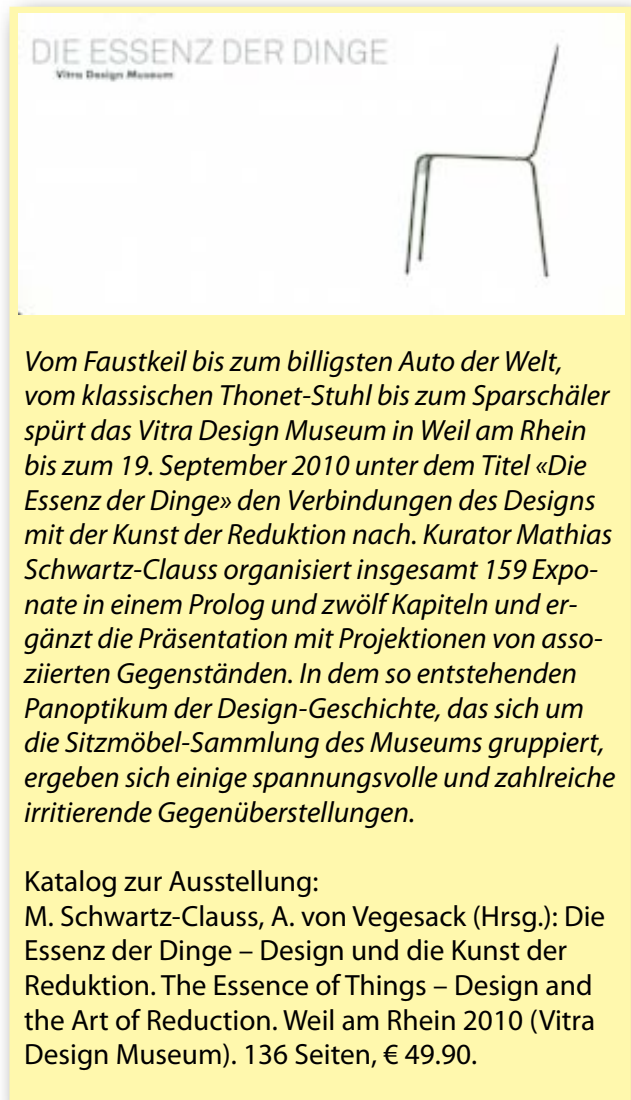 DIE ESSENZ DER DINGE
Vitra Design Museum
Vom Faustkeil bis zum billigsten Auto der Welt,
vom klassischen Thonet-Stuhl bis zum Sparschäler
spürt das Vitra Design Museum in Weil am Rhein
bis zum 19. September 2010 unter dem Titel «Die
Essenz der Dinge» den Verbindungen des Designs
mit der Kunst der Reduktion nach. Kurator Mathias
Schwartz-Clauss organisiert insgesamt 159 Expo-
nate in einem Prolog und zwölf Kapiteln und er-
gänzt die Präsentation mit Projektionen von asso-
ziierten Gegenständen. In dem so entstehenden
Panoptikum der Design-Geschichte, das sich um
die Sitzmöbel-Sammlung des Museums gruppiert,
ergeben sich einige spannungsvolle und zahlreiche
irritierende Gegenüberstellungen.
Katalog zur Ausstellung:
M. Schwartz-Clauss, A. von Vegesack (Hrsg.): Die
Essenz der Dinge – Design und die Kunst der
Reduktion. The Essence of Things – Design and
the Art of Reduction. Weil am Rhein 2010 (Vitra
Design Museum). 136 Seiten, € 49.90.